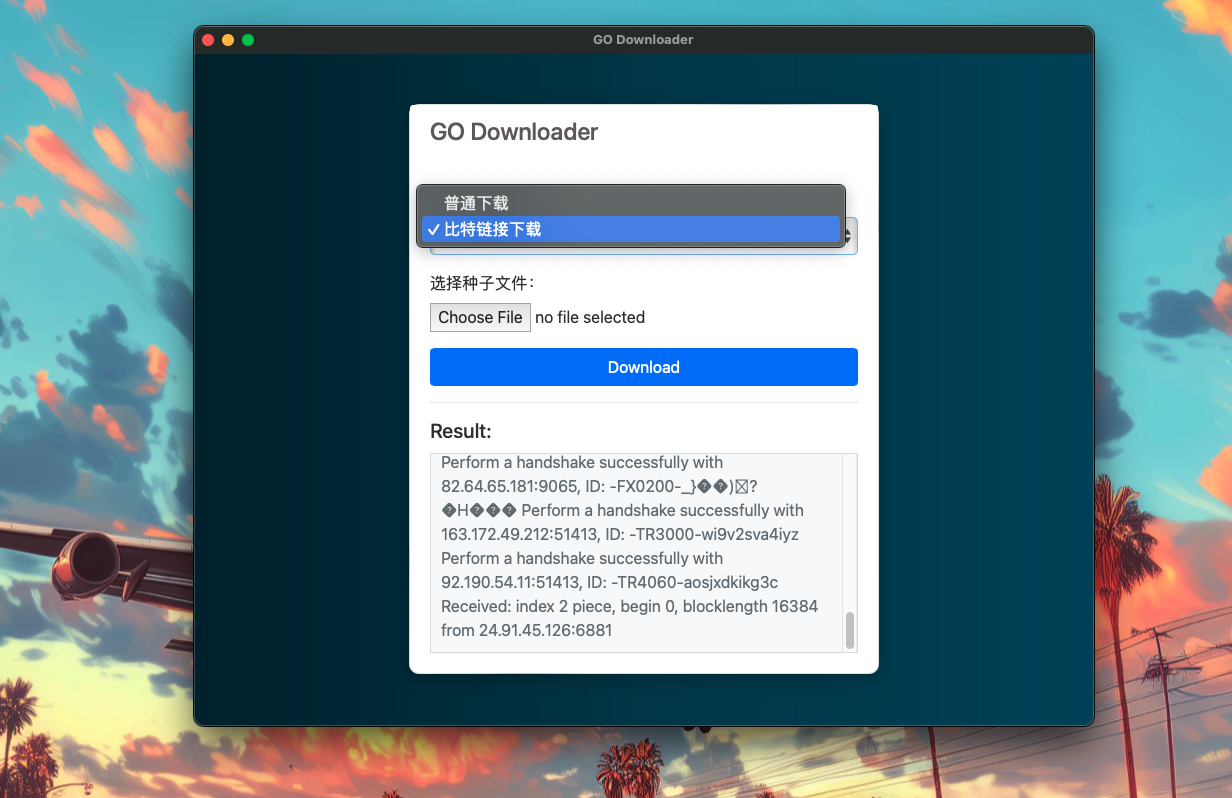 GO Downloader
GO Downloader
普通下载
✓ 比特链接下载
选择种子文件：
Choose File no file selected
Download
Result:
Perform a handshake successfully with
82.64.65.181:9065, ID: -FX0200-_}��)?
�H��� Perform a handshake successfully with
163.172.49.212:51413, ID: -TR3000-wi9v2sva4iyz
Perform a handshake successfully with
92.190.54.11:51413, ID: -TR4060-aosjxdkikg3c
Received: index 2 piece, begin 0, blocklength 16384
from 24.91.45.126:6881